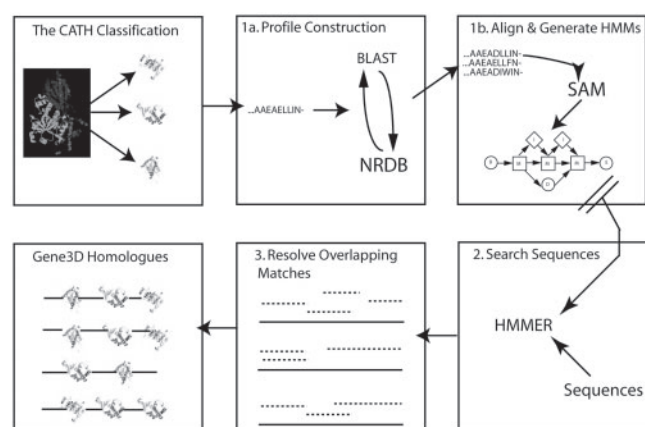 The CATH Classification
1a. Profile Construction
BLAST
...AAEAELLIN-
NRDB
1b. Align & Generate HMMs
...AAEADLLIN-
...AAEAELLFN-
...AAEADIWIN-
SAM
2. Search Sequences
HMMER
Sequences
3. Resolve Overlapping
Matches
Gene3D Homologues